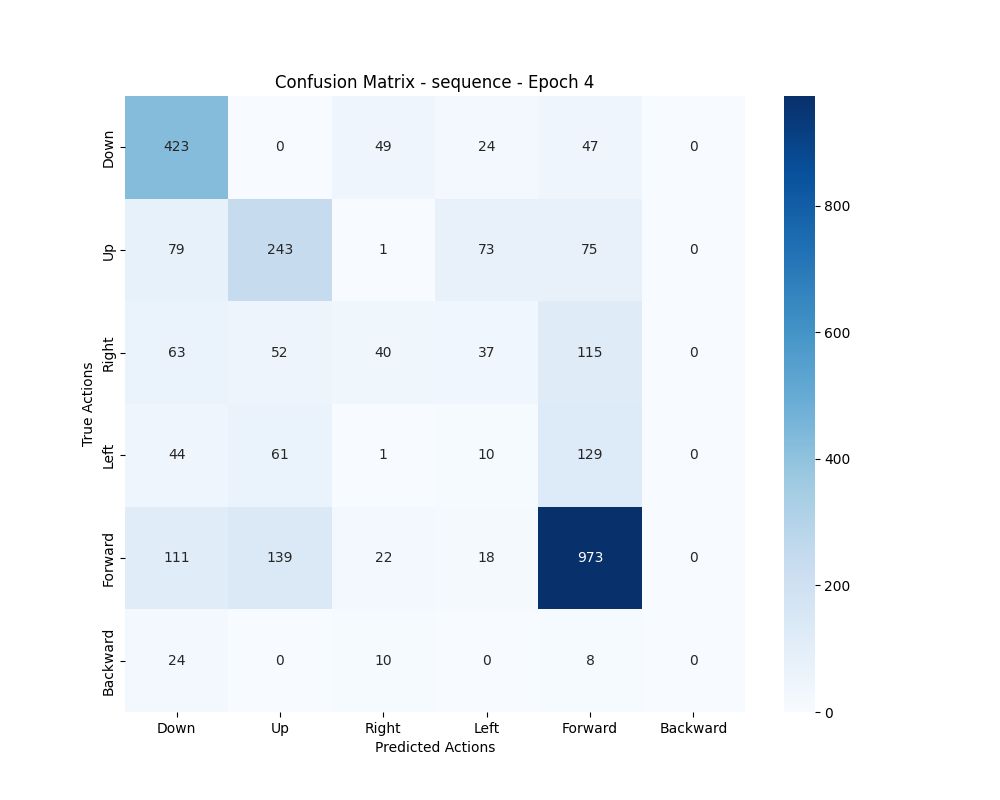 Confusion Matrix - sequence - Epoch 4
True Actions
Down 423 0 49 24 47 0
Up 79 243 1 73 75 0
Right 63 52 40 37 115 0
Left 44 61 1 10 129 0
Forward 111 139 22 18 973 0
Backward 24 0 10 0 8 0
Down Up Right Left Forward Backward
Predicted Actions
800
600
400
200
0